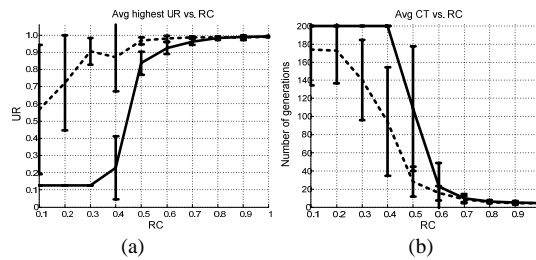 Avg highest UR vs. RC
1.0
0.9
0.8
0.7
0.6
0.5
0.4
0.3
0.2
0.1
0.0
UR
0.1 0.2 0.3 0.4 0.5 0.6 0.7 0.8 0.9 1
RC
(a)
Avg CT vs. RC
200
180
160
140
120
100
80
60
40
20
0
Number of generations
0.1 0.2 0.3 0.4 0.5 0.6 0.7 0.8 0.9
RC
(b)